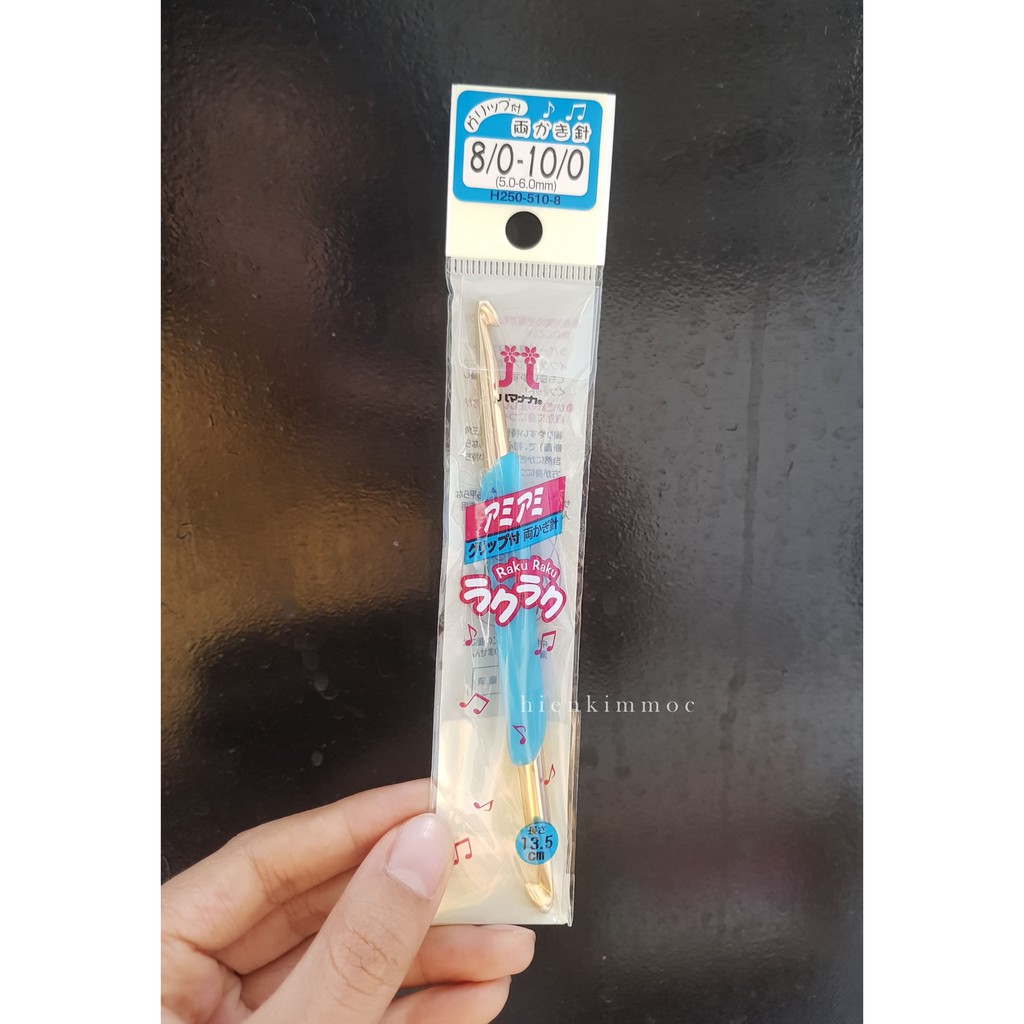 グリップ付
両かぎ針
8/0-10/0
(5.0-6.0mm)
H250-510-8
ハマナカ®
アミアミ
グリップ付 両かぎ針
Raku Raku
ラクラク
hienkimmoc
長さ
13.5
cm